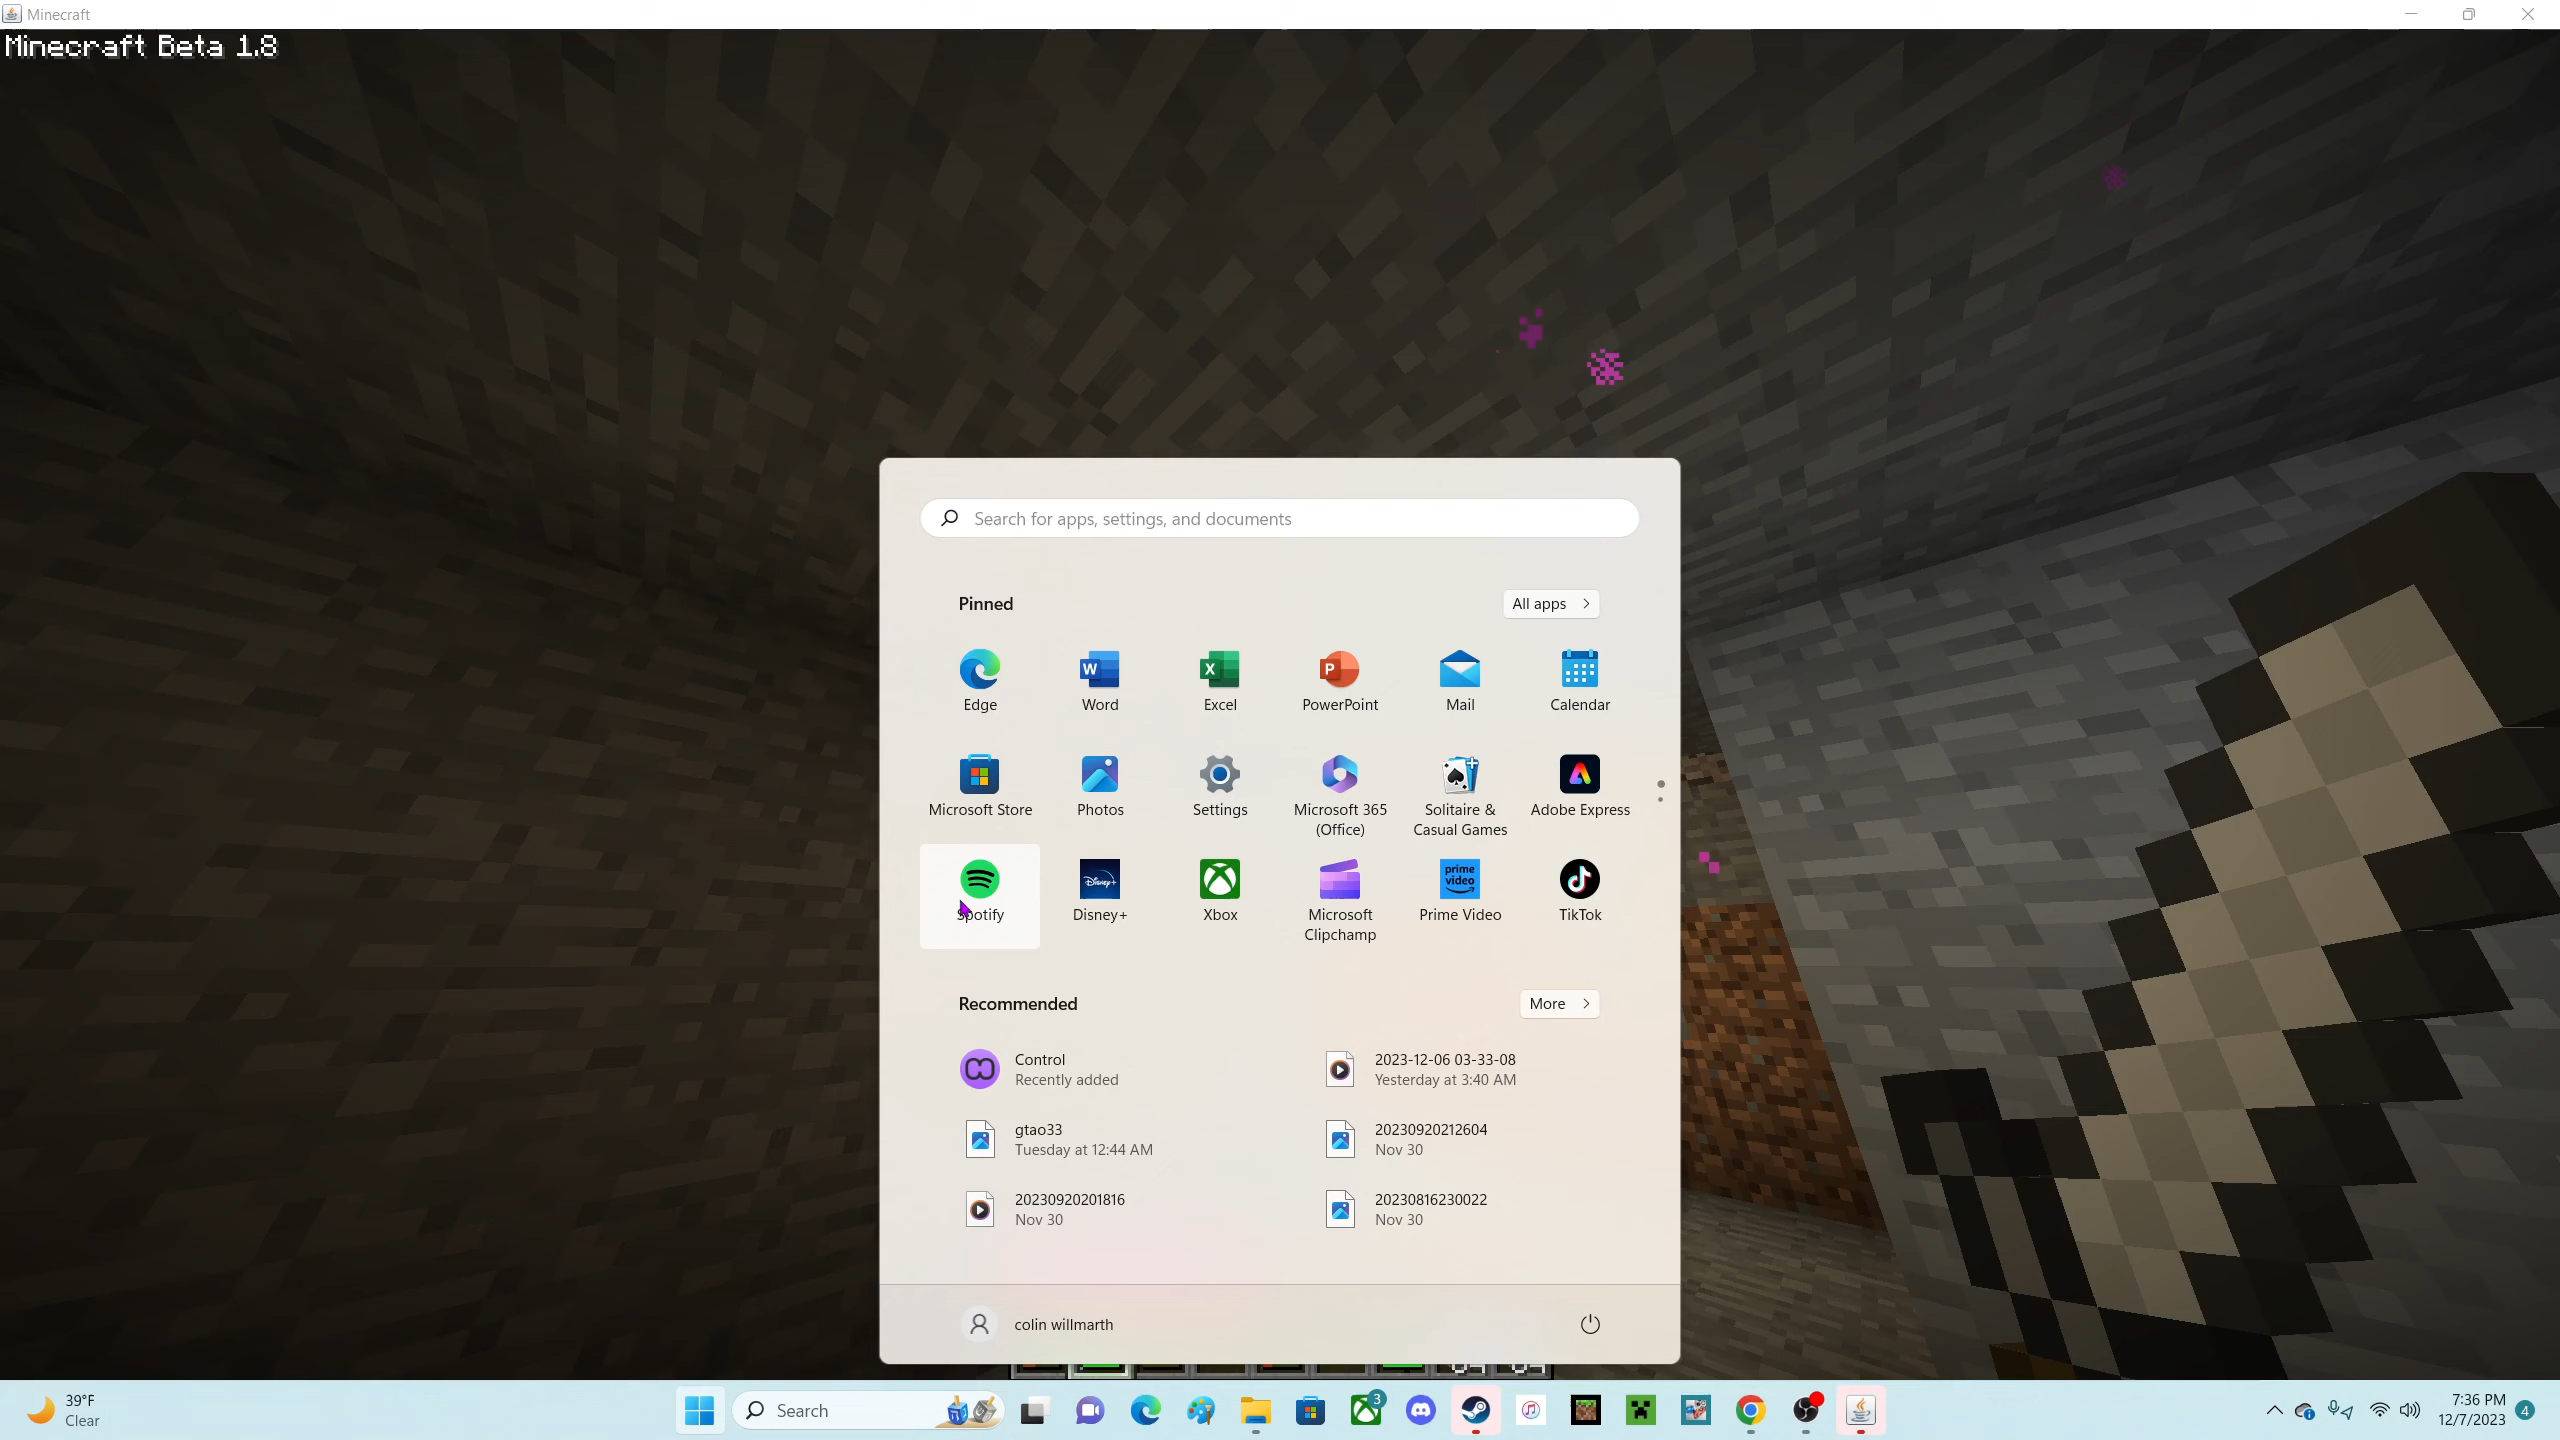 Minecraft
Minecraft Beta 1.8
Search for apps, settings, and documents
Pinned
All apps
Edge
Word
Excel
PowerPoint
Mail
Calendar
Microsoft Store
Photos
Settings
Microsoft 365
(Office)
Solitaire &
Casual Games
Adobe Express
Spotify
Disney+
Xbox
Microsoft
Clipchamp
prime
video
Prime Video
TikTok
Recommended
More
Control
Recently added
2023-12-06 03-33-08
Yesterday at 3:40 AM
gtao33
Tuesday at 12:44 AM
20230920212604
Nov 30
20230920201816
Nov 30
20230816230022
Nov 30
colin willmarth
39°F
Clear
Search
3
7:36 PM
12/7/2023
4